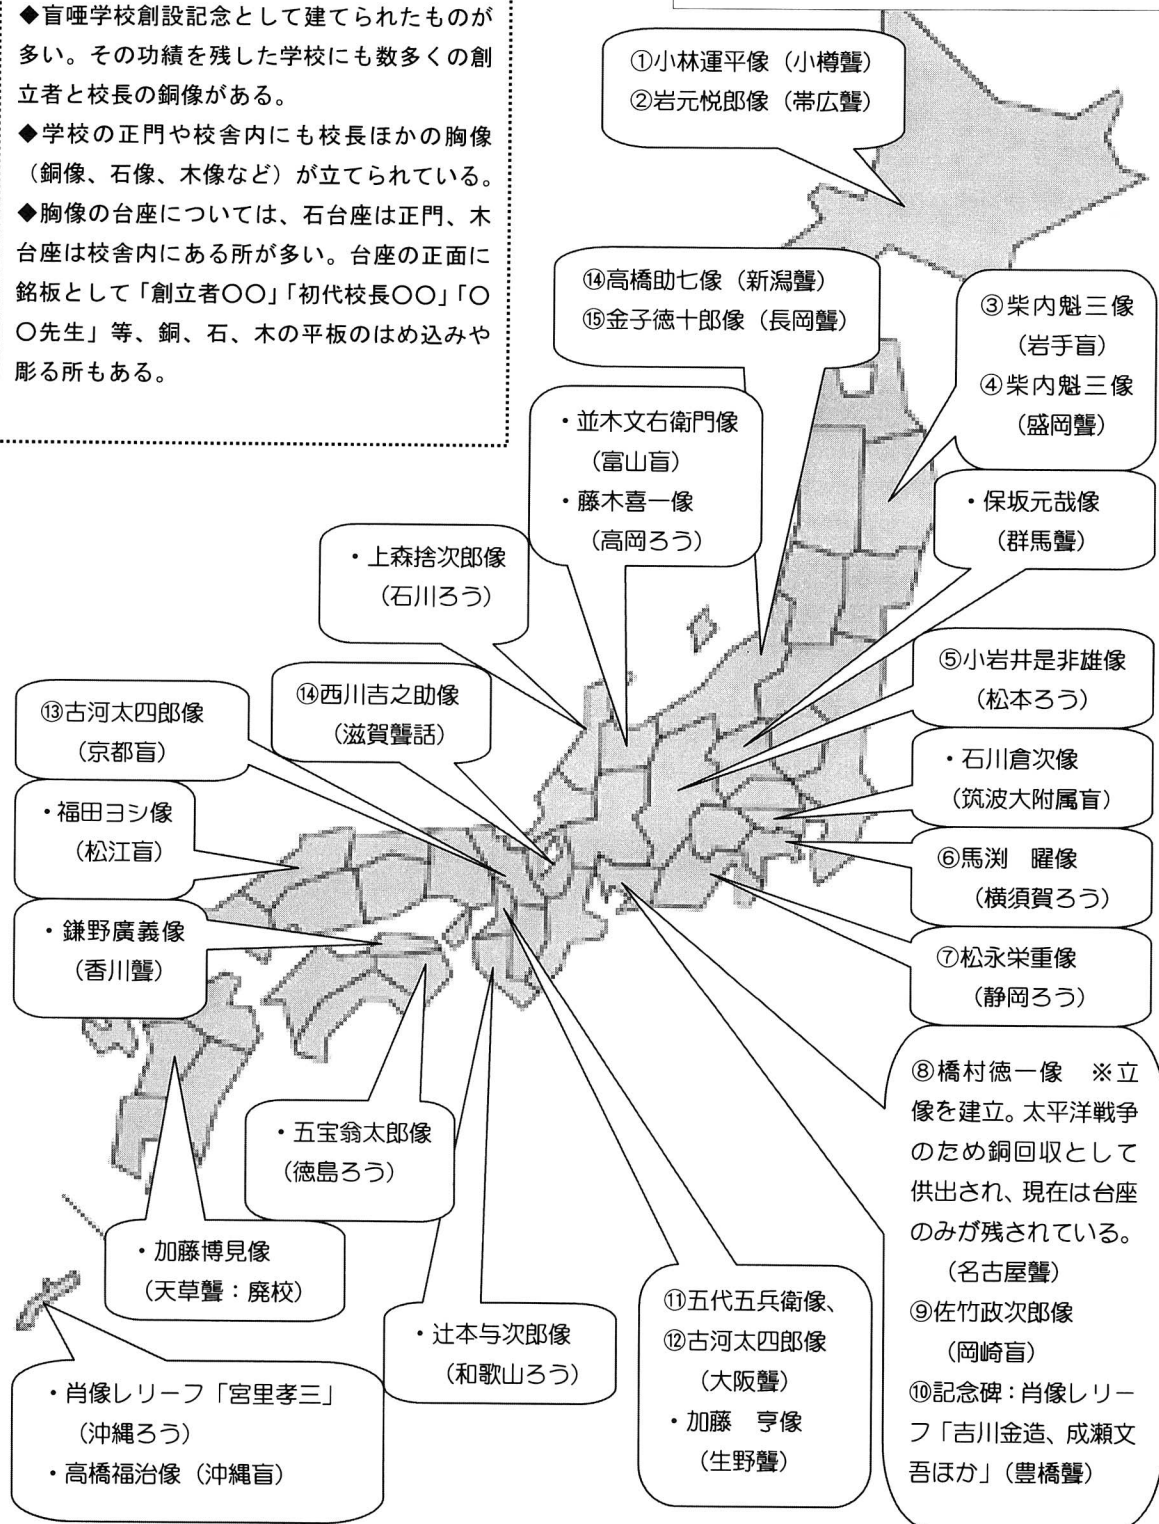 ◆盲唖学校創設記念として建てられたものが
多い。その功績を残した学校にも数多くの創
立者と校長の銅像がある。
◆学校の正門や校舎内にも校長ほかの胸像
（銅像、石像、木像など）が立てられている。
◆胸像の台座については、石台座は正門、木
台座は校舎内にある所が多い。台座の正面に
銘板として「創立者〇〇」「初代校長〇〇」「〇
〇先生」等、銅、石、木の平板のはめ込みや
彫る所もある。
①小林運平像（小樽聾）
②岩元悦郎像（帯広聾）
⑭高橋助七像（新潟聾）
⑮金子徳十郎像（長岡聾）
③柴内魁三像
（岩手盲）
④柴内魁三像
（盛岡聾）
・並木文右衛門像
（富山盲）
・藤木喜一像
（高岡ろう）
・保坂元哉像
（群馬聾）
・上森捨次郎像
（石川ろう）
⑤小岩井是非雄像
（松本ろう）
⑭西川吉之助像
（滋賀聾話）
⑬古河太四郎像
（京都盲）
・石川倉次像
（筑波大附属盲）
・福田ヨシ像
（松江盲）
⑥馬渕　曜像
（横須賀ろう）
・鎌野廣義像
（香川聾）
⑦松永栄重像
（静岡ろう）
⑧橋村徳一像　※立
像を建立。太平洋戦争
のため銅回収として
供出され、現在は台座
のみが残されている。
（名古屋聾）
⑨佐竹政次郎像
（岡崎盲）
⑩記念碑：肖像レリー
フ「吉川金造、成瀬文
吾ほか」（豊橋聾）
・五宝翁太郎像
（徳島ろう）
・加藤博見像
（天草聾：廃校）
・辻本与次郎像
（和歌山ろう）
⑪五代五兵衛像、
⑫古河太四郎像
（大阪聾）
・加藤　亨像
（生野聾）
・肖像レリーフ「宮里孝三」
（沖縄ろう）
・高橋福治像（沖縄盲）